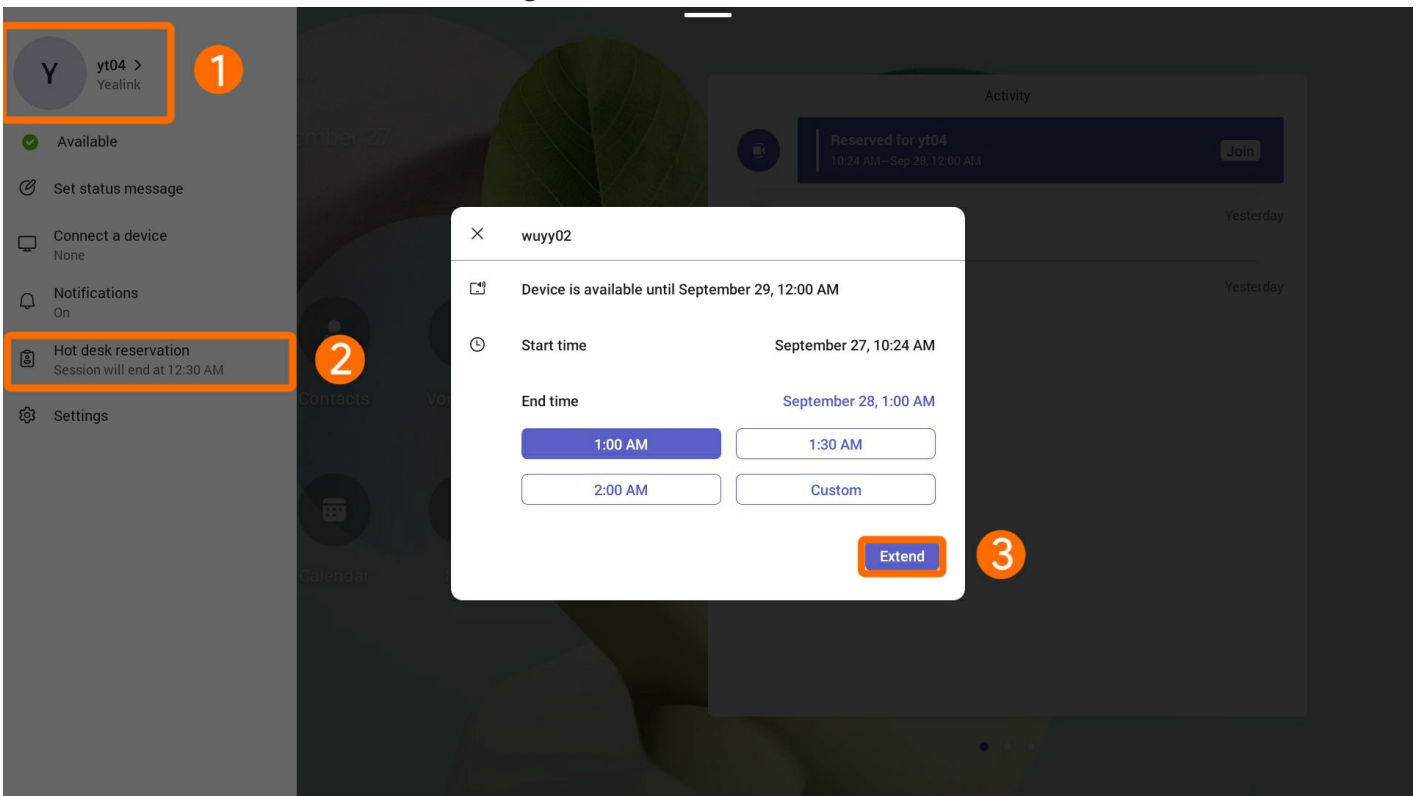 Y
yt04 >
Yealink
1
Available
Set status message
Connect a device
None
Notifications
On
Hot desk reservation
Session will end at 12:30 AM
2
Settings
ember 27
Contacts
Vo
Calendar
Activity
Reserved for yt04
10:24 AM–Sep 28, 12:00 AM
Join
Yesterday
Yesterday
wuyy02
Device is available until September 29, 12:00 AM
Start time
September 27, 10:24 AM
End time
September 28, 1:00 AM
1:00 AM
1:30 AM
2:00 AM
Custom
Extend
3